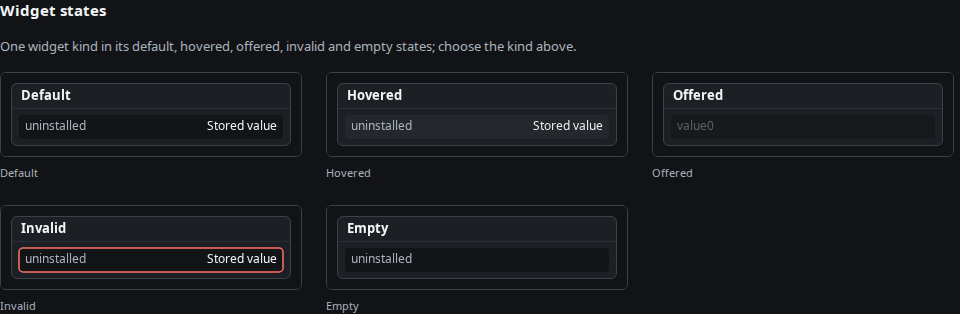 Widget states
One widget kind in its default, hovered, offered, invalid and empty states; choose the kind above.
Default
uninstalled Stored value
Default
Hovered
uninstalled Stored value
Hovered
Offered
value0
Offered
Invalid
uninstalled Stored value
Invalid
Empty
uninstalled
Empty